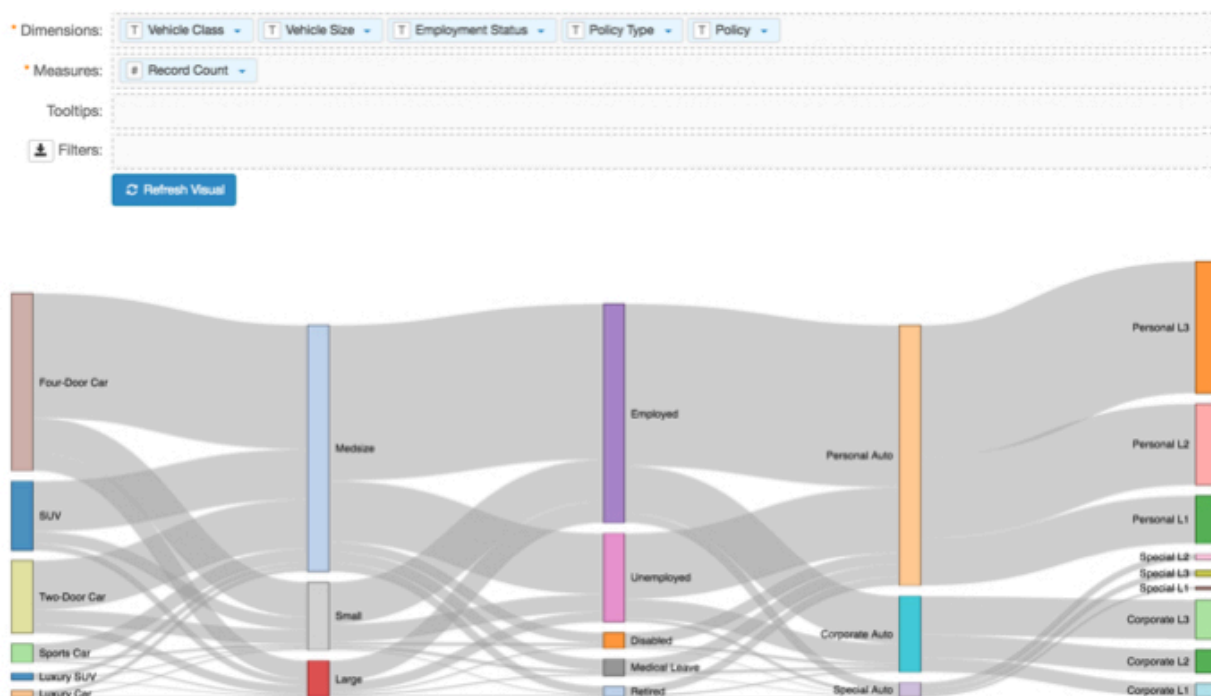 * Dimensions: T Vehicle Class T Vehicle Size T Employment Status T Policy Type T Policy
* Measures: # Record Count
Tooltips:
Filters:
Refresh Visual
Personal L3
Four-Door Car
Employed
Medsize
Personal L2
Personal Auto
SUV
Personal L1
Special L2
Special L3
Unemployed
Special L1
Two-Door Car
Small
Corporate L3
Corporate Auto
Disabled
Sports Car
Corporate L2
Medical Leave
Luxury SUV
Large
Special Auto
Corporate L1
Retired
Luxury Car